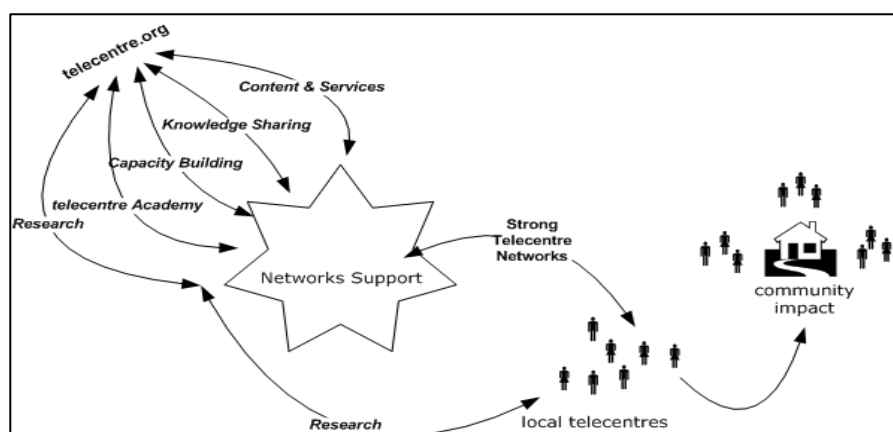 telecentre.org
Content & Services
Knowledge Sharing
Capacity Building
telecentre Academy
Research
Networks Support
Strong
Telecentre
Networks
community
impact
local telecentres
Research